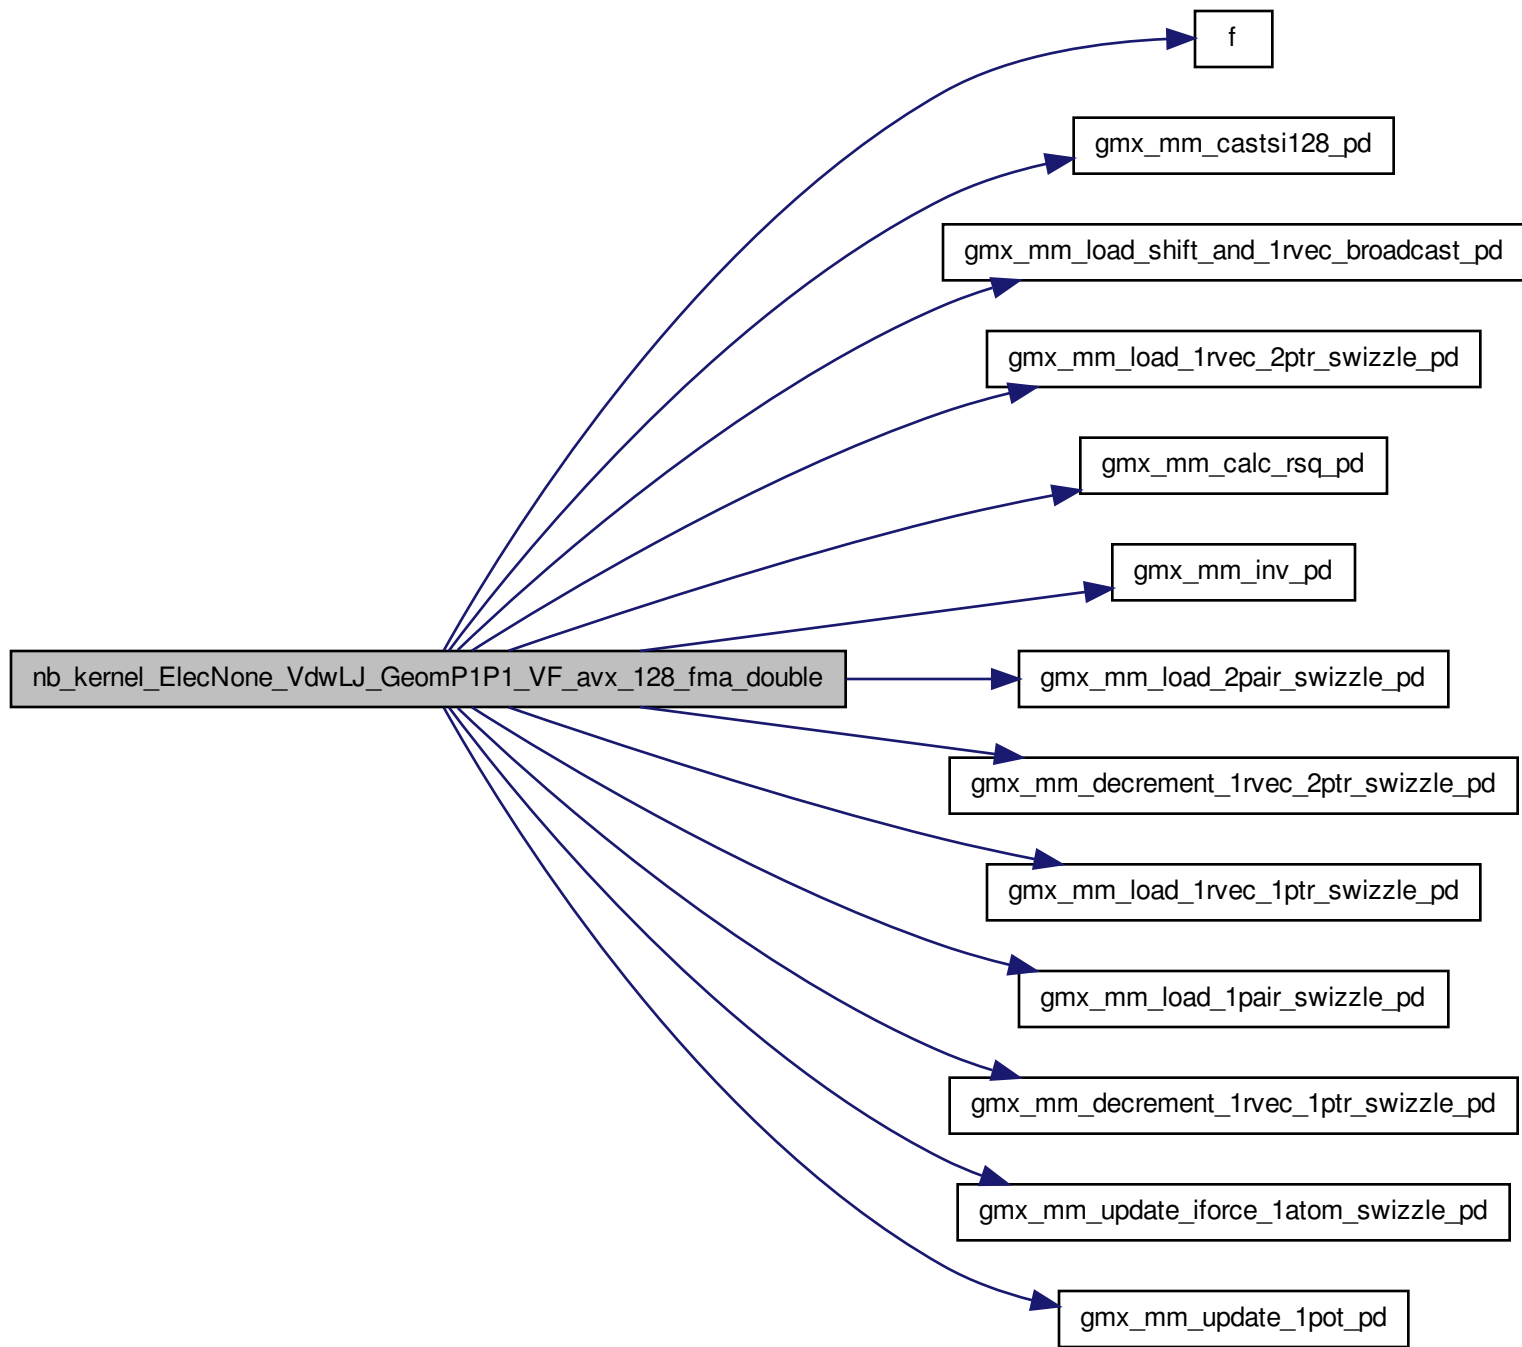 f
gmx_mm_castsi128_pd
gmx_mm_load_shift_and_1rvec_broadcast_pd
gmx_mm_load_1rvec_2ptr_swizzle_pd
gmx_mm_calc_rsq_pd
gmx_mm_inv_pd
nb_kernel_ElecNone_VdwLJ_GeomP1P1_VF_avx_128_fma_double
gmx_mm_load_2pair_swizzle_pd
gmx_mm_decrement_1rvec_2ptr_swizzle_pd
gmx_mm_load_1rvec_1ptr_swizzle_pd
gmx_mm_load_1pair_swizzle_pd
gmx_mm_decrement_1rvec_1ptr_swizzle_pd
gmx_mm_update_iforce_1atom_swizzle_pd
gmx_mm_update_1pot_pd